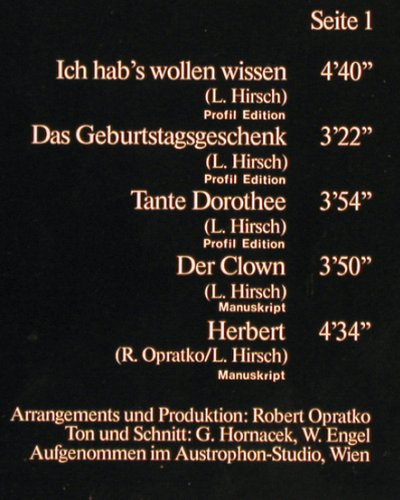 Seite 1
Ich hab's wollen wissen 4'40”
(L. Hirsch)
Profil Edition
Das Geburtstagsgeschenk 3'22”
(L. Hirsch)
Profil Edition
Tante Dorothee 3'54”
(L. Hirsch)
Profil Edition
Der Clown 3'50”
(L. Hirsch)
Manuskript
Herbert 4'34”
(R. Opratko/L. Hirsch)
Manuskript
Arrangements und Produktion: Robert Opratko
Ton und Schnitt: G. Hornacek, W. Engel
Aufgenommen im Austrophon-Studio, Wien